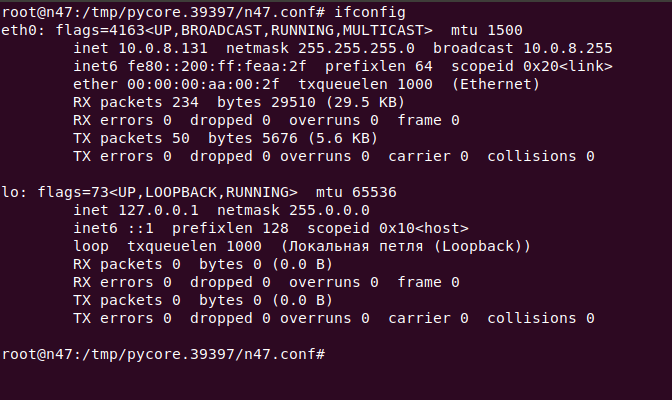 root@n47:/tmp/pycore.39397/n47.conf# ifconfig
eth0: flags=4163<UP,BROADCAST,RUNNING,MULTICAST>  mtu 1500
        inet 10.0.8.131  netmask 255.255.255.0  broadcast 10.0.8.255
        inet6 fe80::200:ff:feaa:2f  prefixlen 64  scopeid 0x20<link>
        ether 00:00:00:aa:00:2f  txqueuelen 1000  (Ethernet)
        RX packets 234  bytes 29510 (29.5 KB)
        RX errors 0  dropped 0  overruns 0  frame 0
        TX packets 50  bytes 5676 (5.6 KB)
        TX errors 0  dropped 0 overruns 0  carrier 0  collisions 0

lo: flags=73<UP,LOOPBACK,RUNNING>  mtu 65536
        inet 127.0.0.1  netmask 255.0.0.0
        inet6 ::1  prefixlen 128  scopeid 0x10<host>
        loop  txqueuelen 1000  (Локальная петля (Loopback))
        RX packets 0  bytes 0 (0.0 B)
        RX errors 0  dropped 0  overruns 0  frame 0
        TX packets 0  bytes 0 (0.0 B)
        TX errors 0  dropped 0 overruns 0  carrier 0  collisions 0

root@n47:/tmp/pycore.39397/n47.conf#